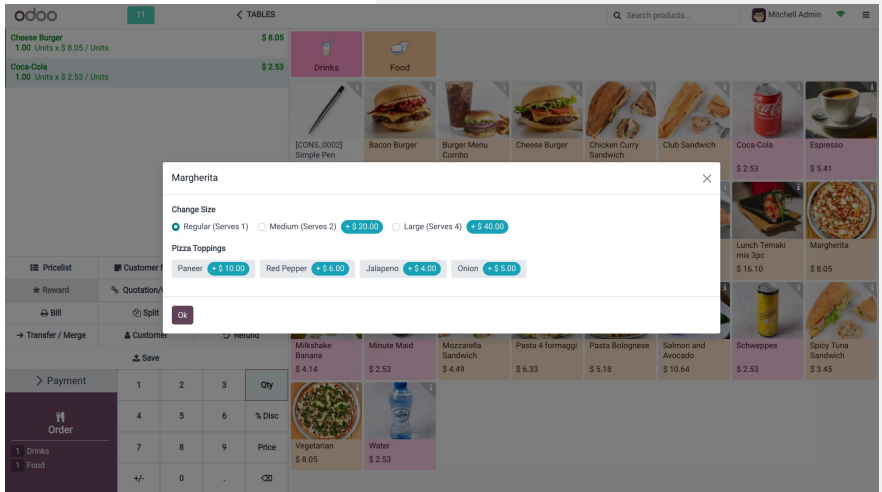 odoo
11
TABLES
Search products...
Mitchell Admin
Cheese Burger
$ 8.05
1.00 Units x $ 8.05 / Units
Coca-Cola
$ 2.53
1.00 Units x $ 2.53 / Units
Drinks
Food
[CONS_0002] Simple Pen
Bacon Burger
Burger Menu Combo
Cheese Burger
Chicken Curry Sandwich
Club Sandwich
Coca-Cola
$ 2.53
Espresso
$ 5.41
Margherita
Change Size
Regular (Serves 1)
Medium (Serves 2) + $ 20.00
Large (Serves 4) + $ 40.00
Pizza Toppings
Paneer + $ 10.00
Red Pepper + $ 6.00
Jalapeno + $ 4.00
Onion + $ 5.00
Ok
Lunch Temaki mix 3pc
$ 16.10
Margherita
$ 8.05
Pricelist
Customer
Reward
Quotation/
Bill
Split
Transfer / Merge
Customer
Refund
Save
Milkshake Banana
$ 4.14
Minute Maid
$ 2.53
Mozzarella Sandwich
$ 4.49
Pasta 4 formaggi
$ 6.33
Pasta Bolognese
$ 5.18
Salmon and Avocado
$ 10.64
Schweppes
$ 2.53
Spicy Tuna Sandwich
$ 3.45
Payment
1
2
3
Qty
4
5
6
% Disc
Order
1 Drinks
1 Food
7
8
9
Price
+/-
0
.
Vegetarian
$ 8.05
Water
$ 2.53